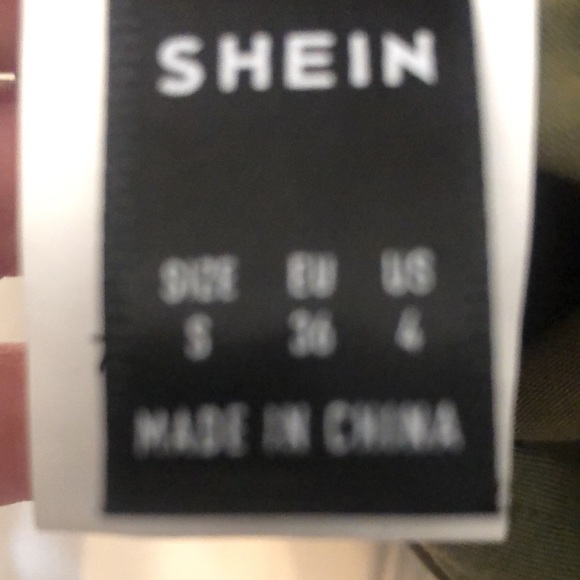 SHEIN
SIZE EU US
S 36 4
MADE IN CHINA